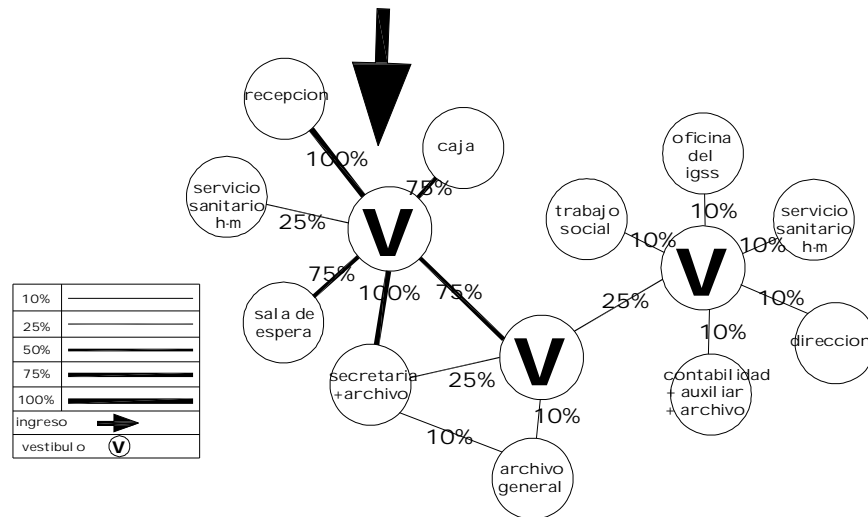 recepcion
100%
caja
75%
servicio
sanitario
h-m
25%
V
75%
sala de
espera
100%
75%
secretaria
+archivo
25%
V
10%
10%
archivo
general
25%
oficina
del
igss
10%
trabajo
social
10%
servicio
sanitario
h-m
10%
V
10%
direccion
10%
contabilidad
+ auxiliar
+ archivo
10%
25%
50%
75%
100%
ingreso
vestibulo V